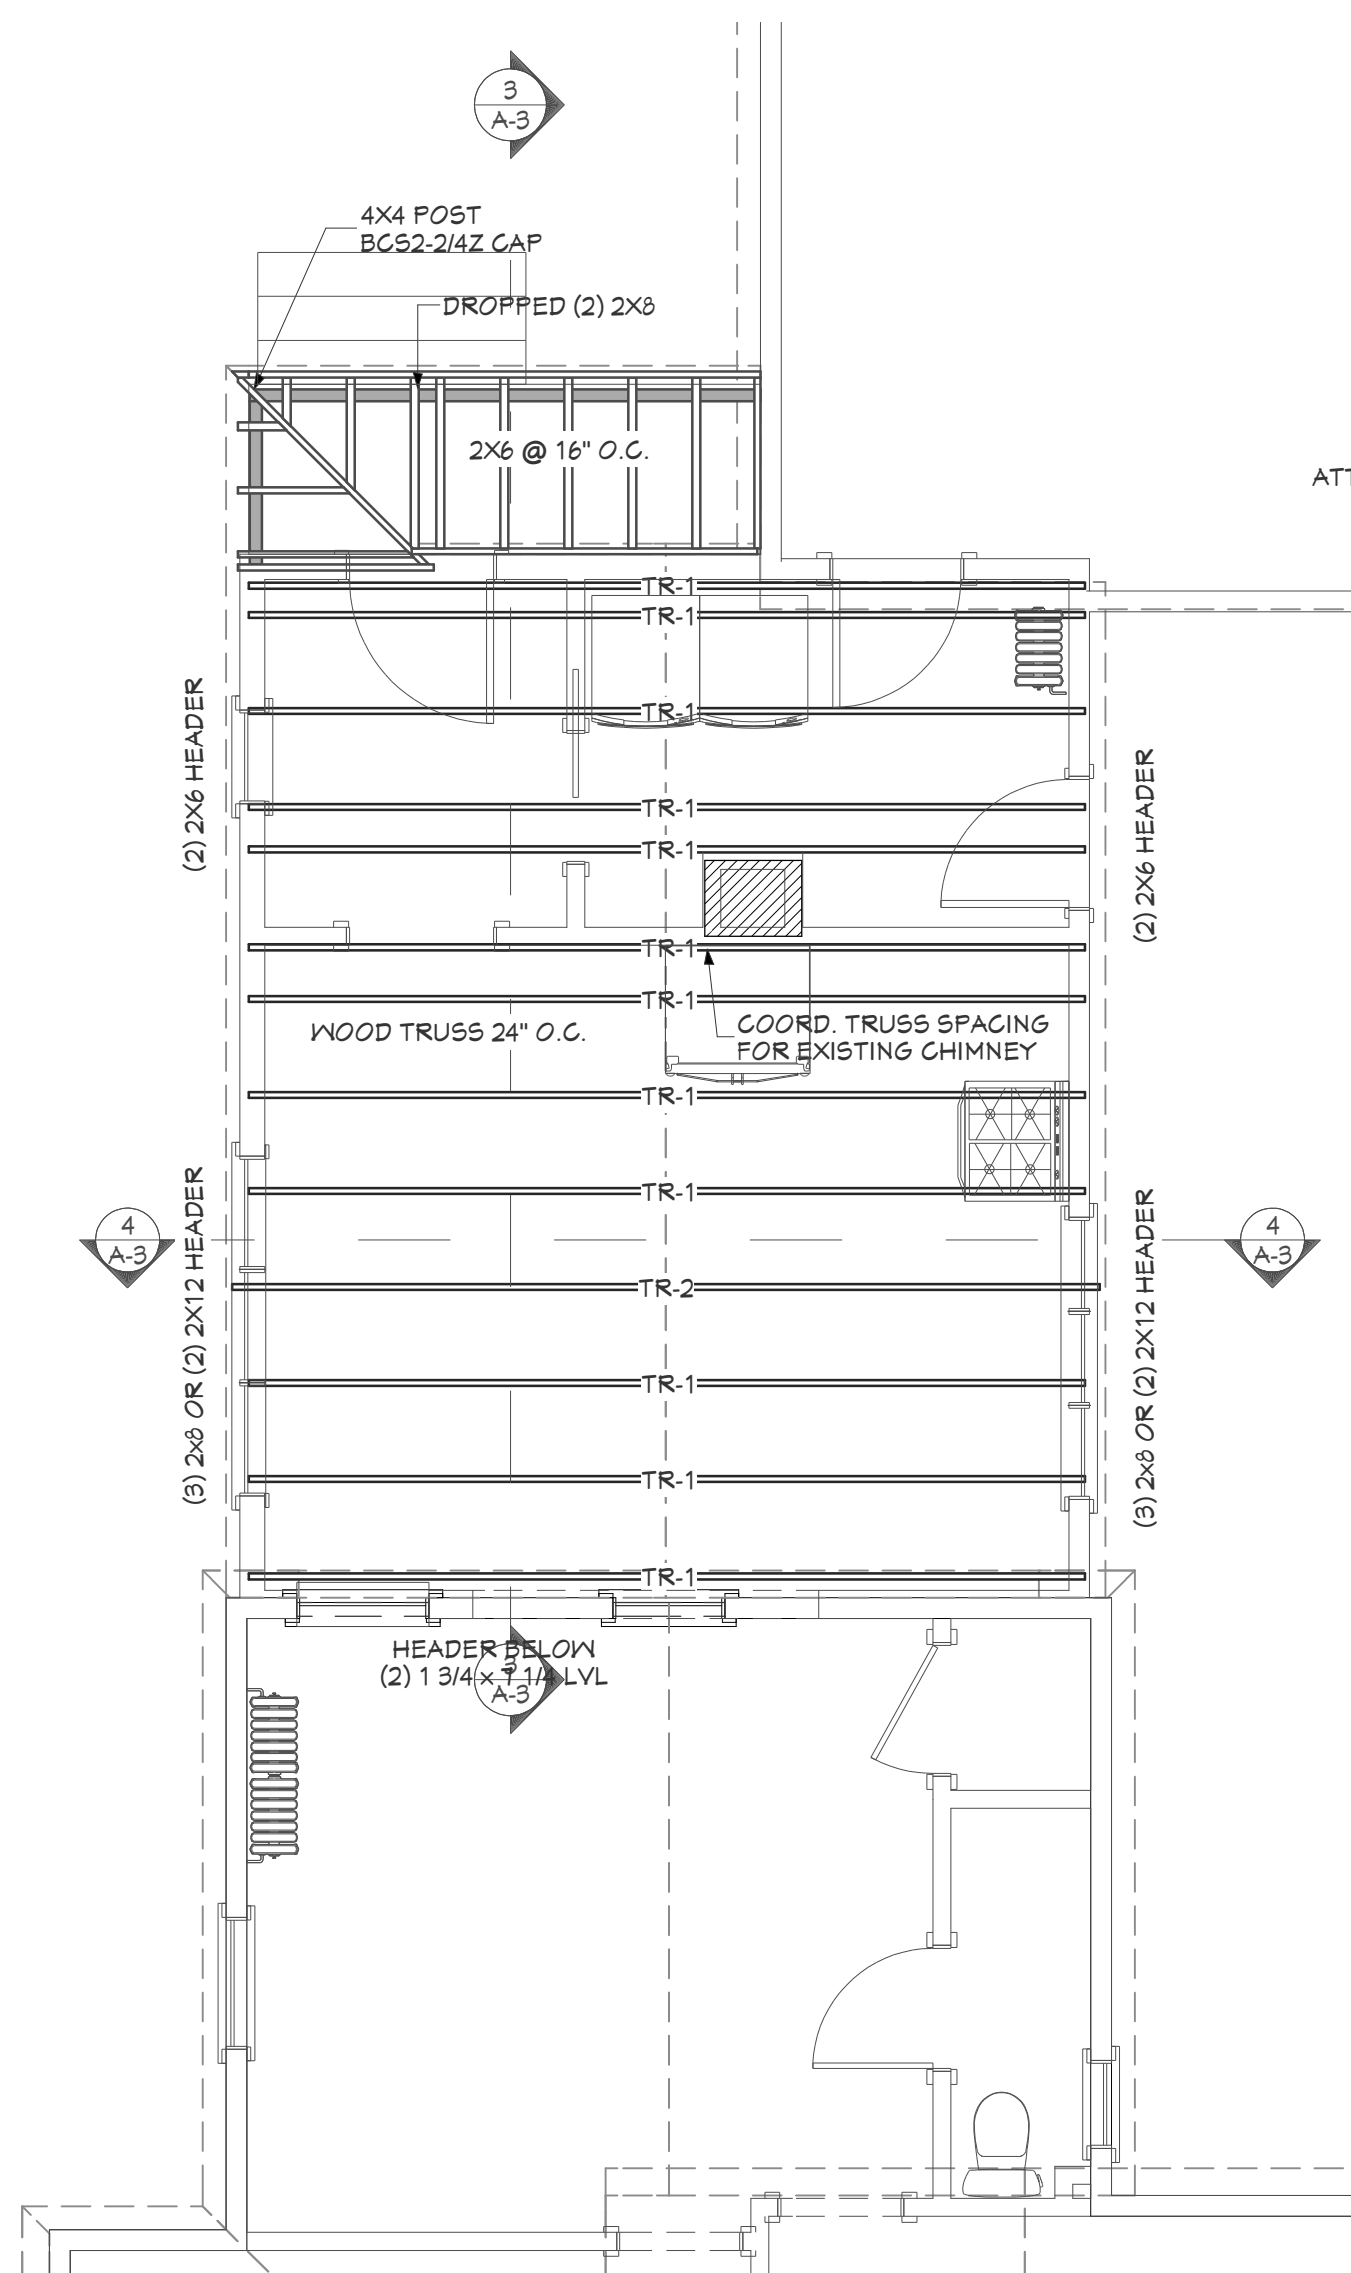 3
A-3
4X4 POST
BCS2-2/4Z CAP
DROPPED (2) 2X8
2X6 @ 16" O.C.
ATT
TR-1
TR-1
(2) 2X6 HEADER
TR-1
(2) 2X6 HEADER
TR-1
TR-1
TR-1
TR-1
WOOD TRUSS 24" O.C.
COORD. TRUSS SPACING
FOR EXISTING CHIMNEY
TR-1
TR-1
(3) 2x8 OR (2) 2X12 HEADER
(3) 2x8 OR (2) 2X12 HEADER
4
A-3
4
A-3
TR-2
TR-1
TR-1
TR-1
HEADER BELOW
(2) 1 3/4 x 1/4 LVL
3
A-3